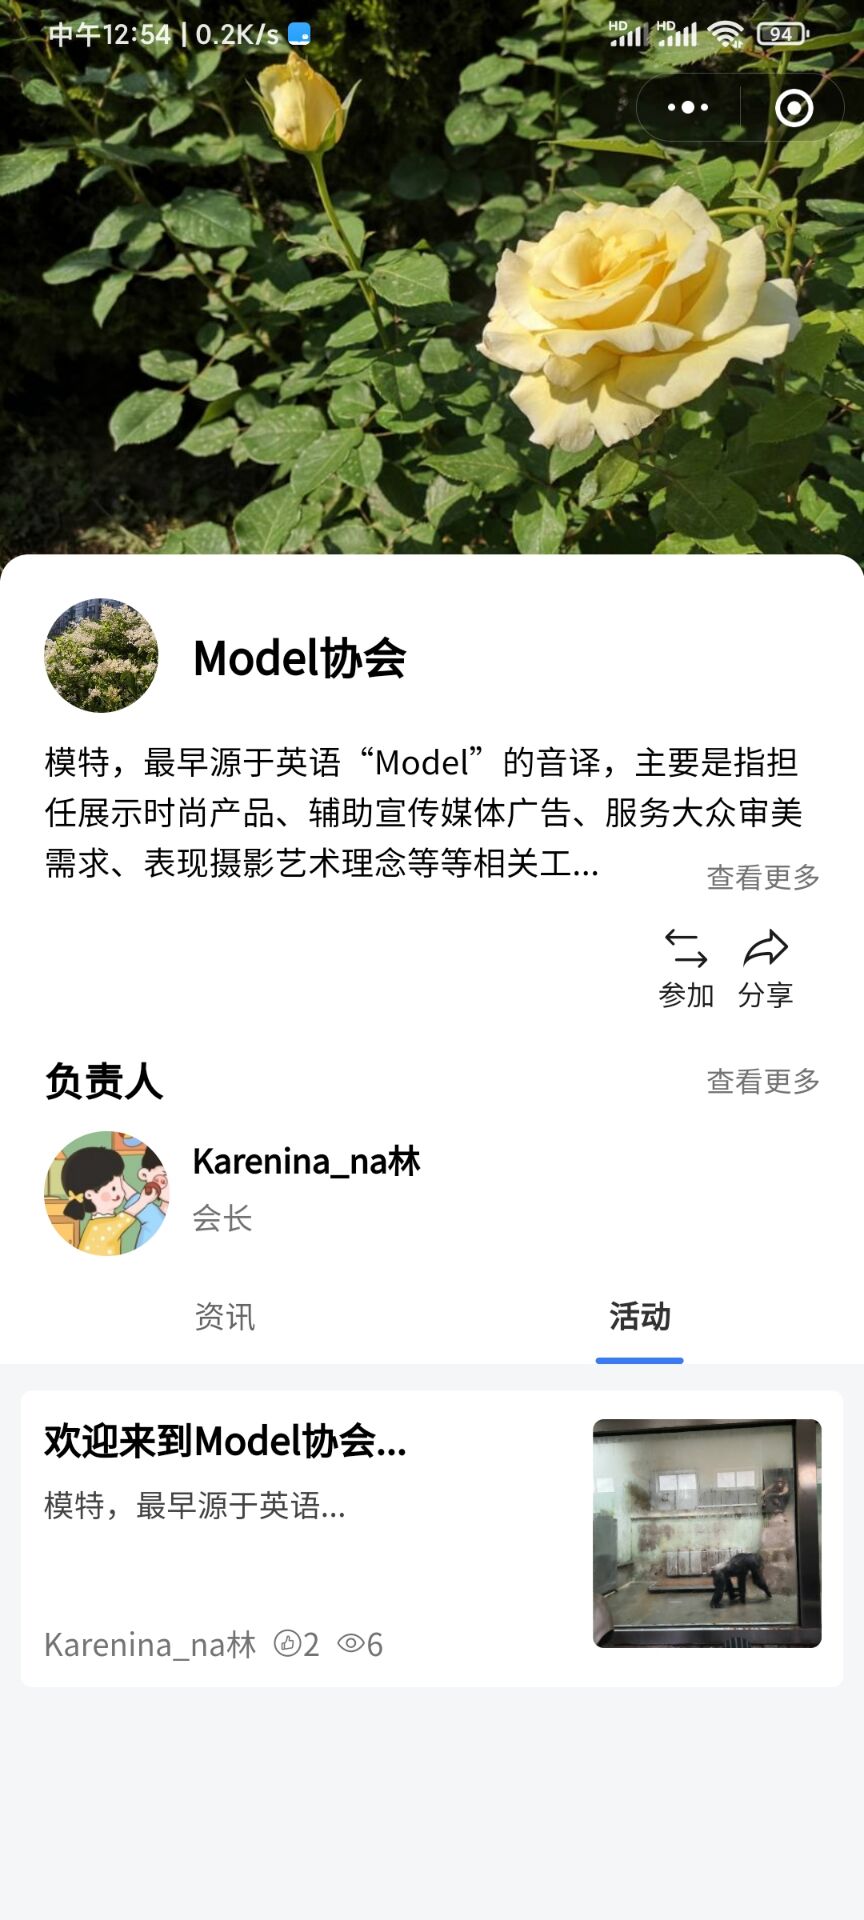 中午12:54 | 0.2K/s
HD HD 94
Model协会
模特，最早源于英语“Model”的音译，主要是指担
任展示时尚产品、辅助宣传媒体广告、服务大众审美
需求、表现摄影艺术理念等等相关工...
查看更多
参加 分享
负责人 查看更多
Karenina_na林
会长
资讯 活动
欢迎来到Model协会...
模特，最早源于英语...
Karenina_na林 2 6